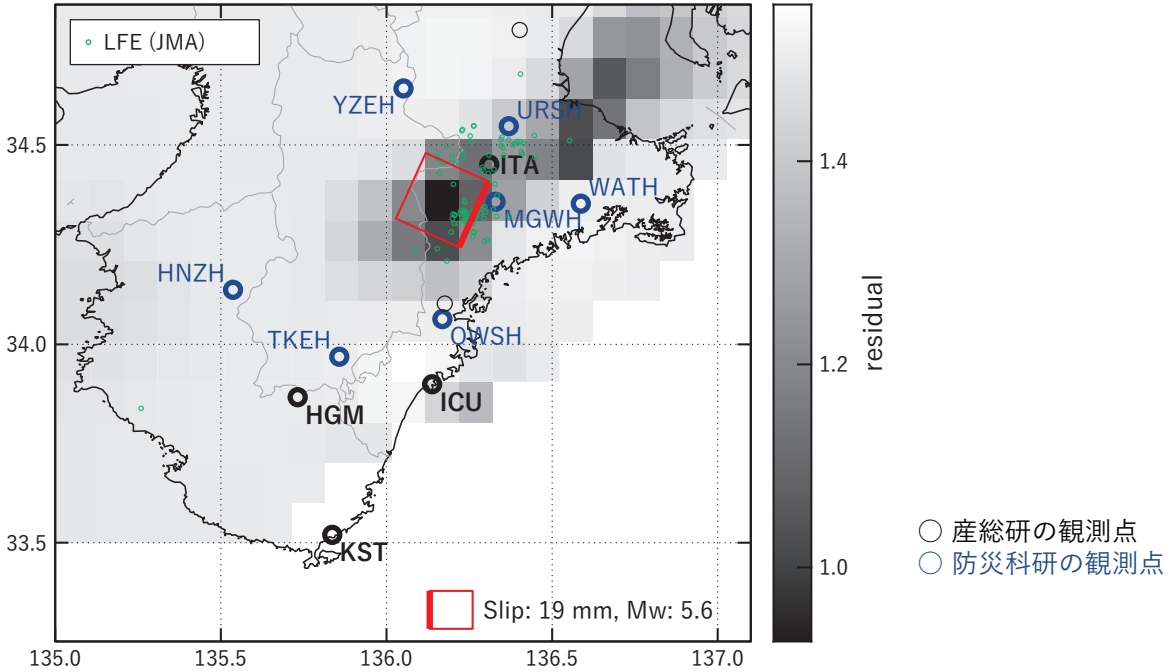 LFE (JMA)
YZEH
URSH
34.5
ITA
WATH
MGWH
HNZH
OWSH
TKEH
34.0
ICU
HGM
33.5
KST
Slip: 19 mm, Mw: 5.6
135.0
135.5
136.0
136.5
137.0
1.4
1.2
1.0
residual
産総研の観測点
防災科研の観測点